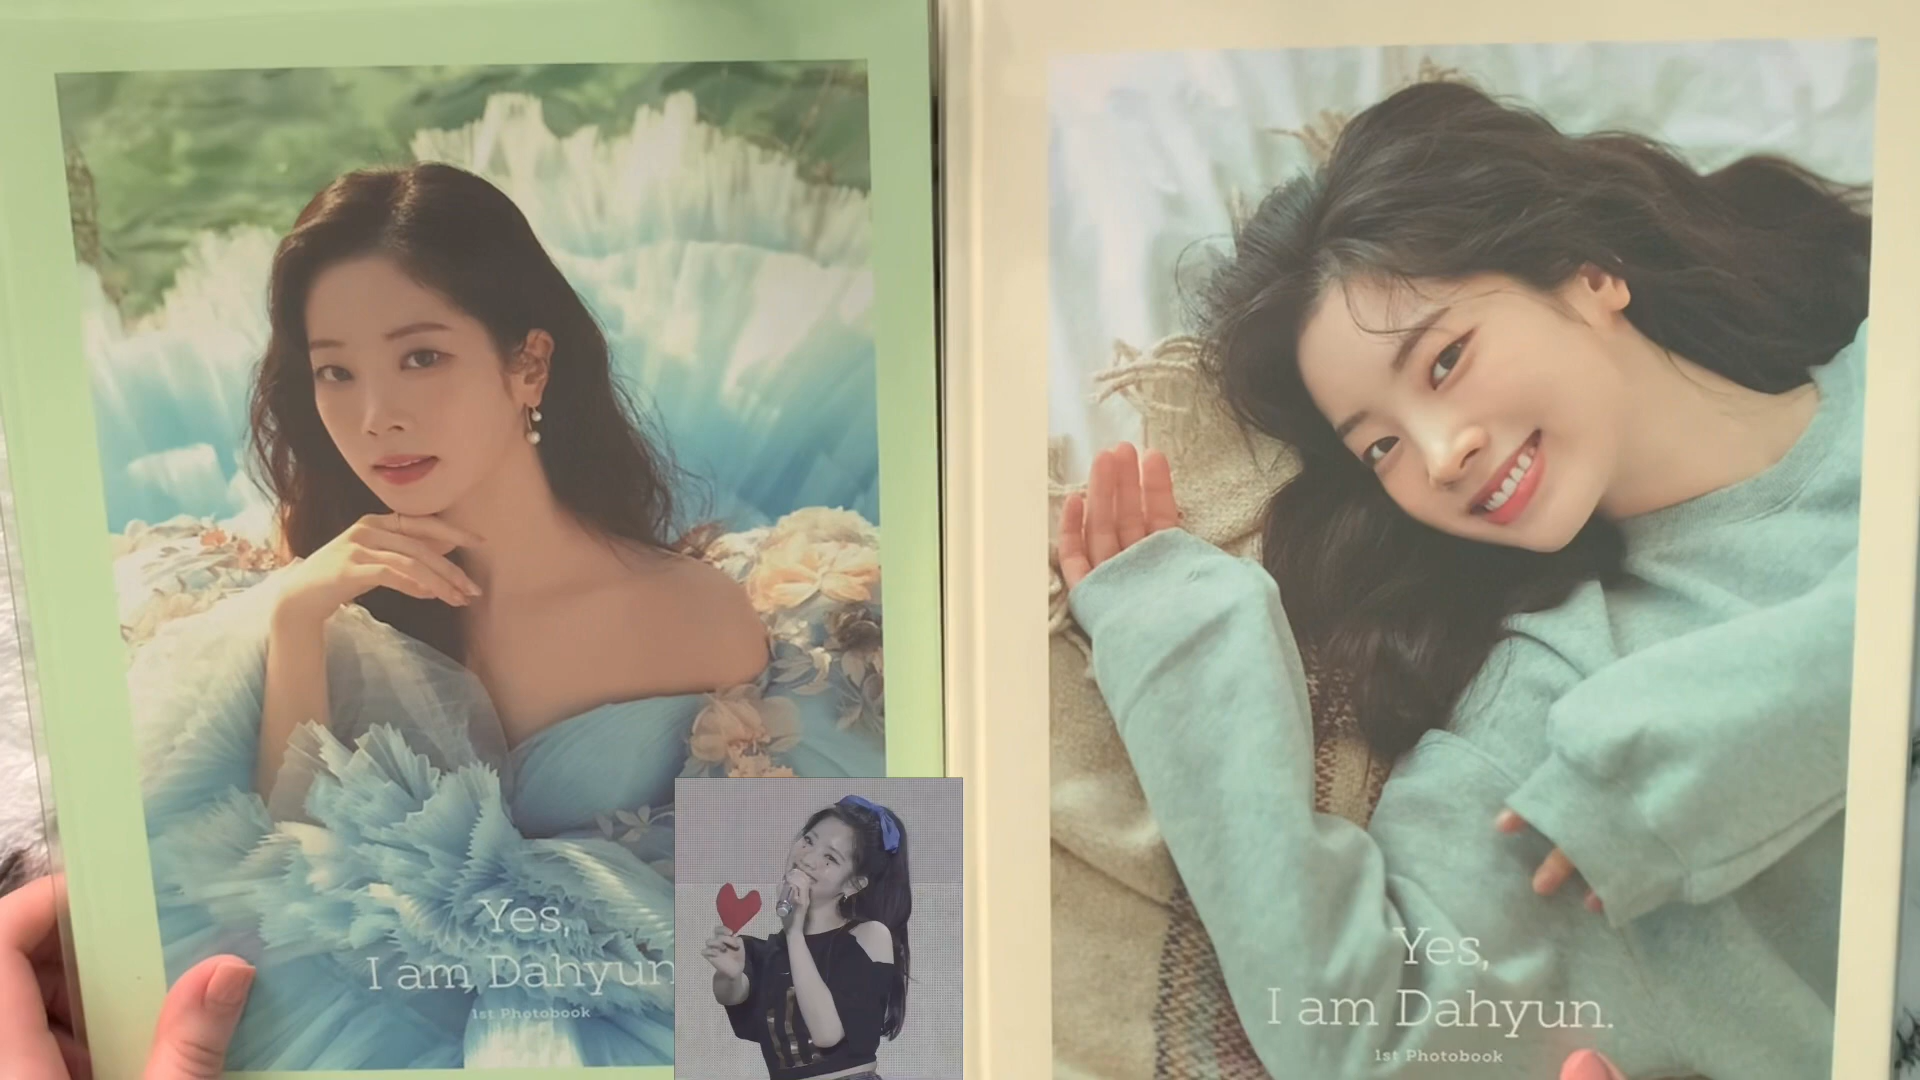 Yes,
I am Dahyun
1st Photobook
Yes,
I am Dahyun.
1st Photobook